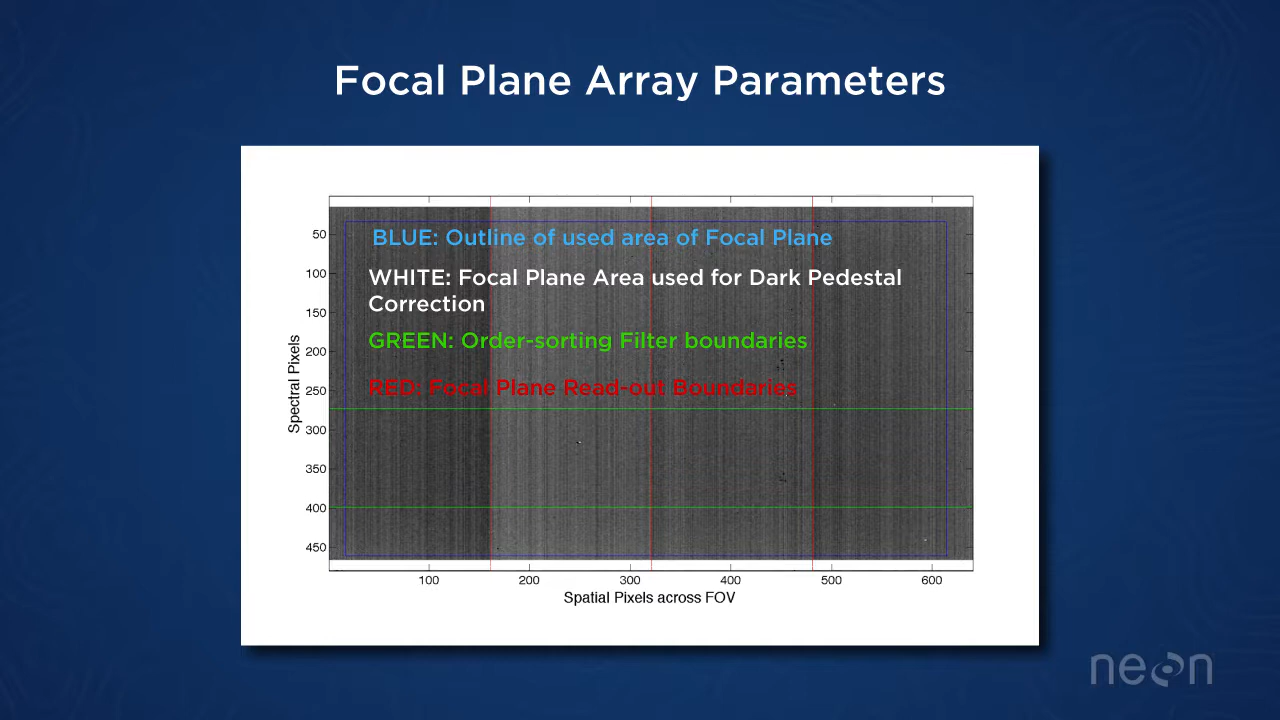 Focal Plane Array Parameters
BLUE: Outline of used area of Focal Plane
WHITE: Focal Plane Area used for Dark Pedestal
Correction
GREEN: Order-sorting Filter boundaries
RED: Focal Plane Read-out Boundaries
Spectral Pixels
50
100
150
200
250
300
350
400
450
100 200 300 400 500 600
Spatial Pixels across FOV
neon